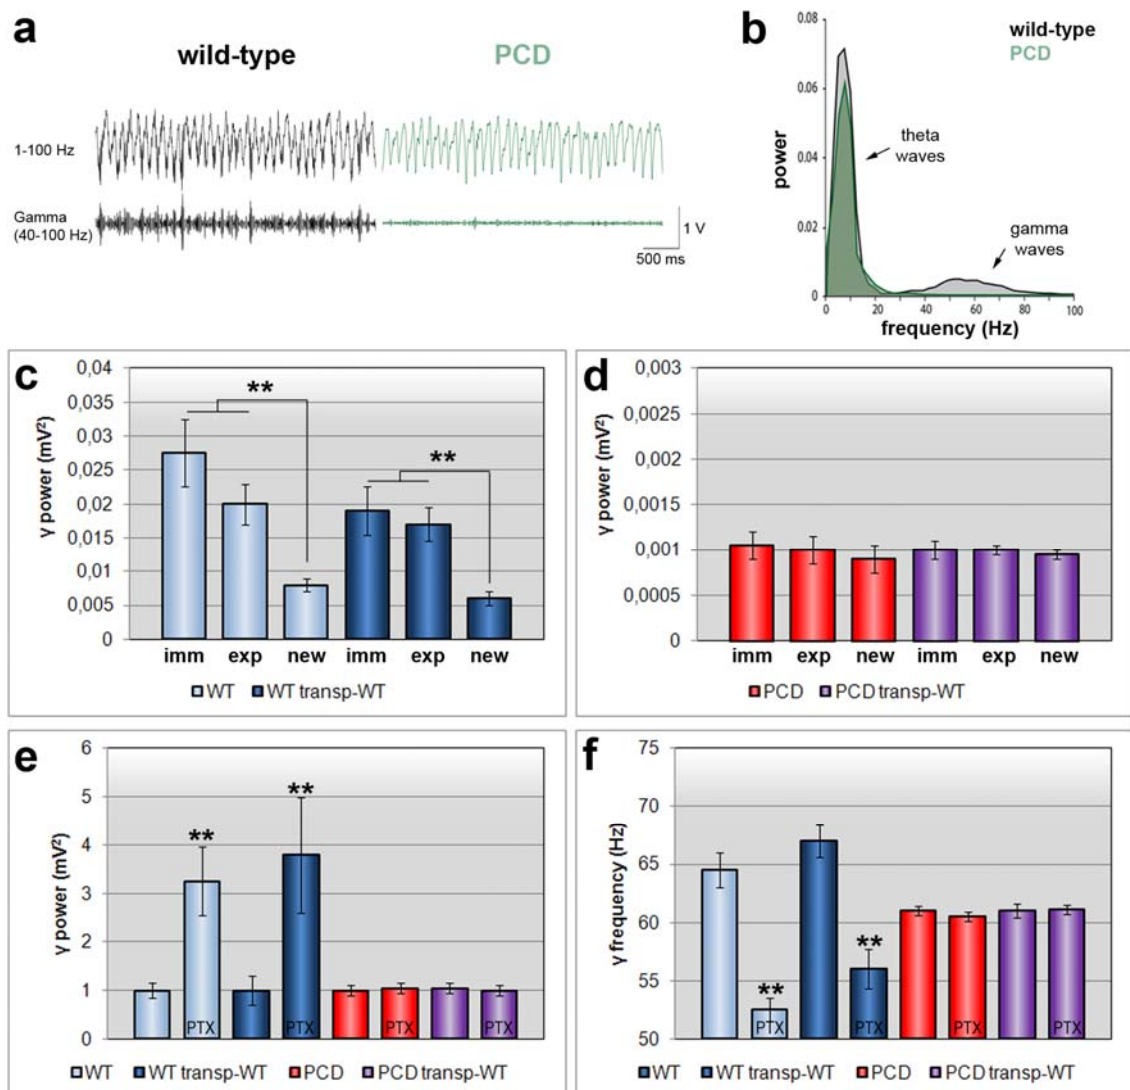 a
wild-type
PCD
1-100 Hz
Gamma
(40-100 Hz)
1 V
500 ms
b
wild-type
PCD
0.08
0.06
0.04
0.02
0
power
theta
waves
gamma
waves
0 20 40 60 80 100
frequency (Hz)
c
0,04
0,035
0,03
0,025
0,02
0,015
0,01
0,005
0
γ power (mV²)
**
**
imm exp new imm exp new
WT WT transp-WT
d
0,003
0,0025
0,002
0,0015
0,001
0,0005
0
γ power (mV²)
imm exp new imm exp new
PCD PCD transp-WT
e
6
5
4
3
2
1
0
γ power (mV²)
**
**
PTX PTX PTX PTX
WT WT transp-WT PCD PCD transp-WT
f
75
70
65
60
55
50
γ frequency (Hz)
**
**
PTX PTX PTX PTX
WT WT transp-WT PCD PCD transp-WT